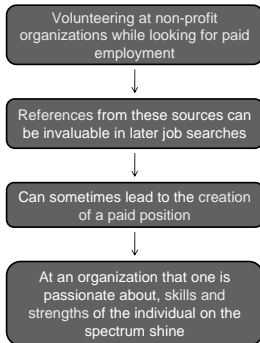 Volunteering at non-profit
organizations while looking for paid
employment
References from these sources can
be invaluable in later job searches
Can sometimes lead to the creation
of a paid position
At an organization that one is
passionate about, skills and
strengths of the individual on the
spectrum shine